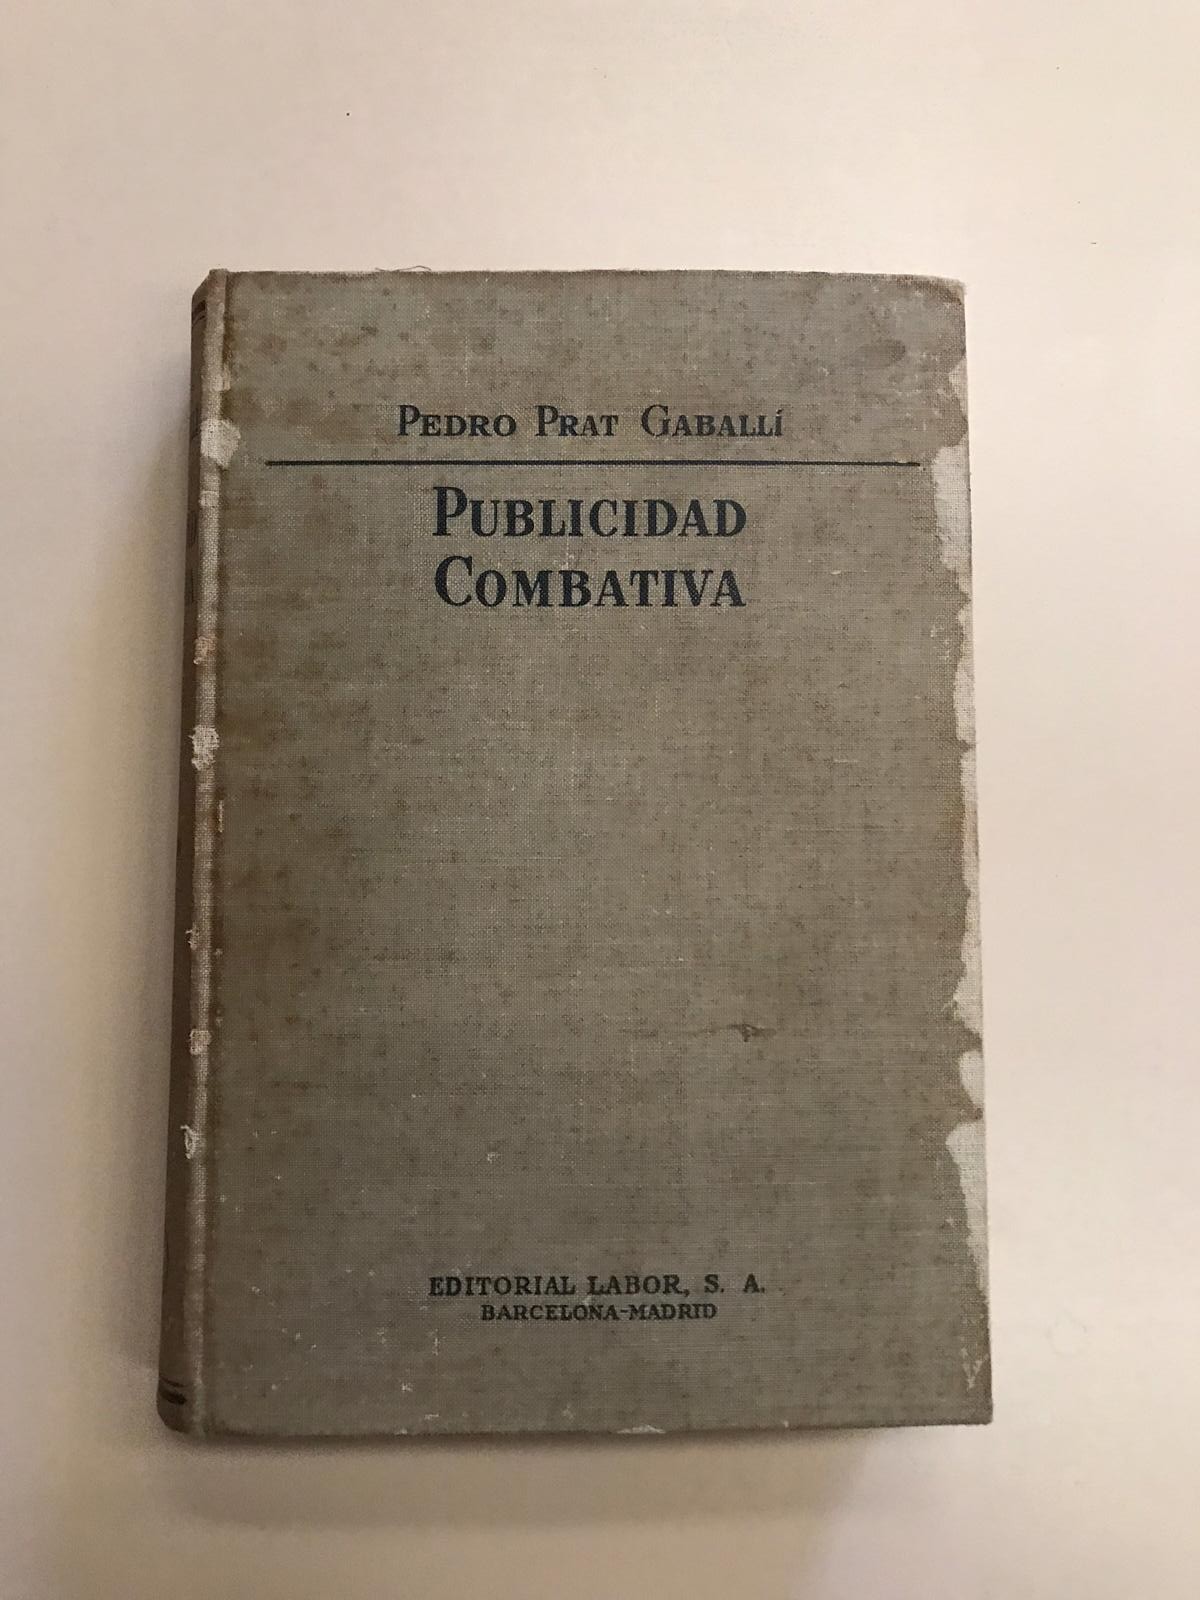 PEDRO PRAT GABALLÍ
PUBLICIDAD
COMBATIVA
EDITORIAL LABOR, S. A.
BARCELONA-MADRID